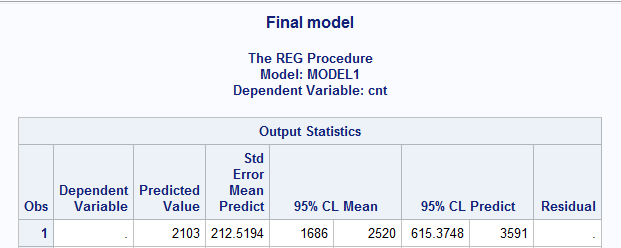 Final model
The REG Procedure
Model: MODEL1
Dependent Variable: cnt
Output Statistics
Obs Dependent Variable Predicted Value Std Error Mean Predict 95% CL Mean 95% CL Predict Residual
1 . 2103 212.5194 1686 2520 615.3748 3591 .